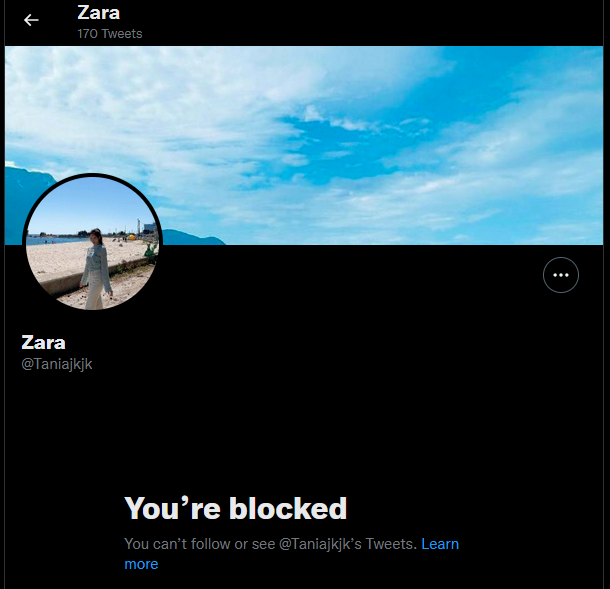 Zara
170 Tweets
Zara
@Taniajkjk
You’re blocked
You can’t follow or see @Taniajkjk’s Tweets. Learn
more